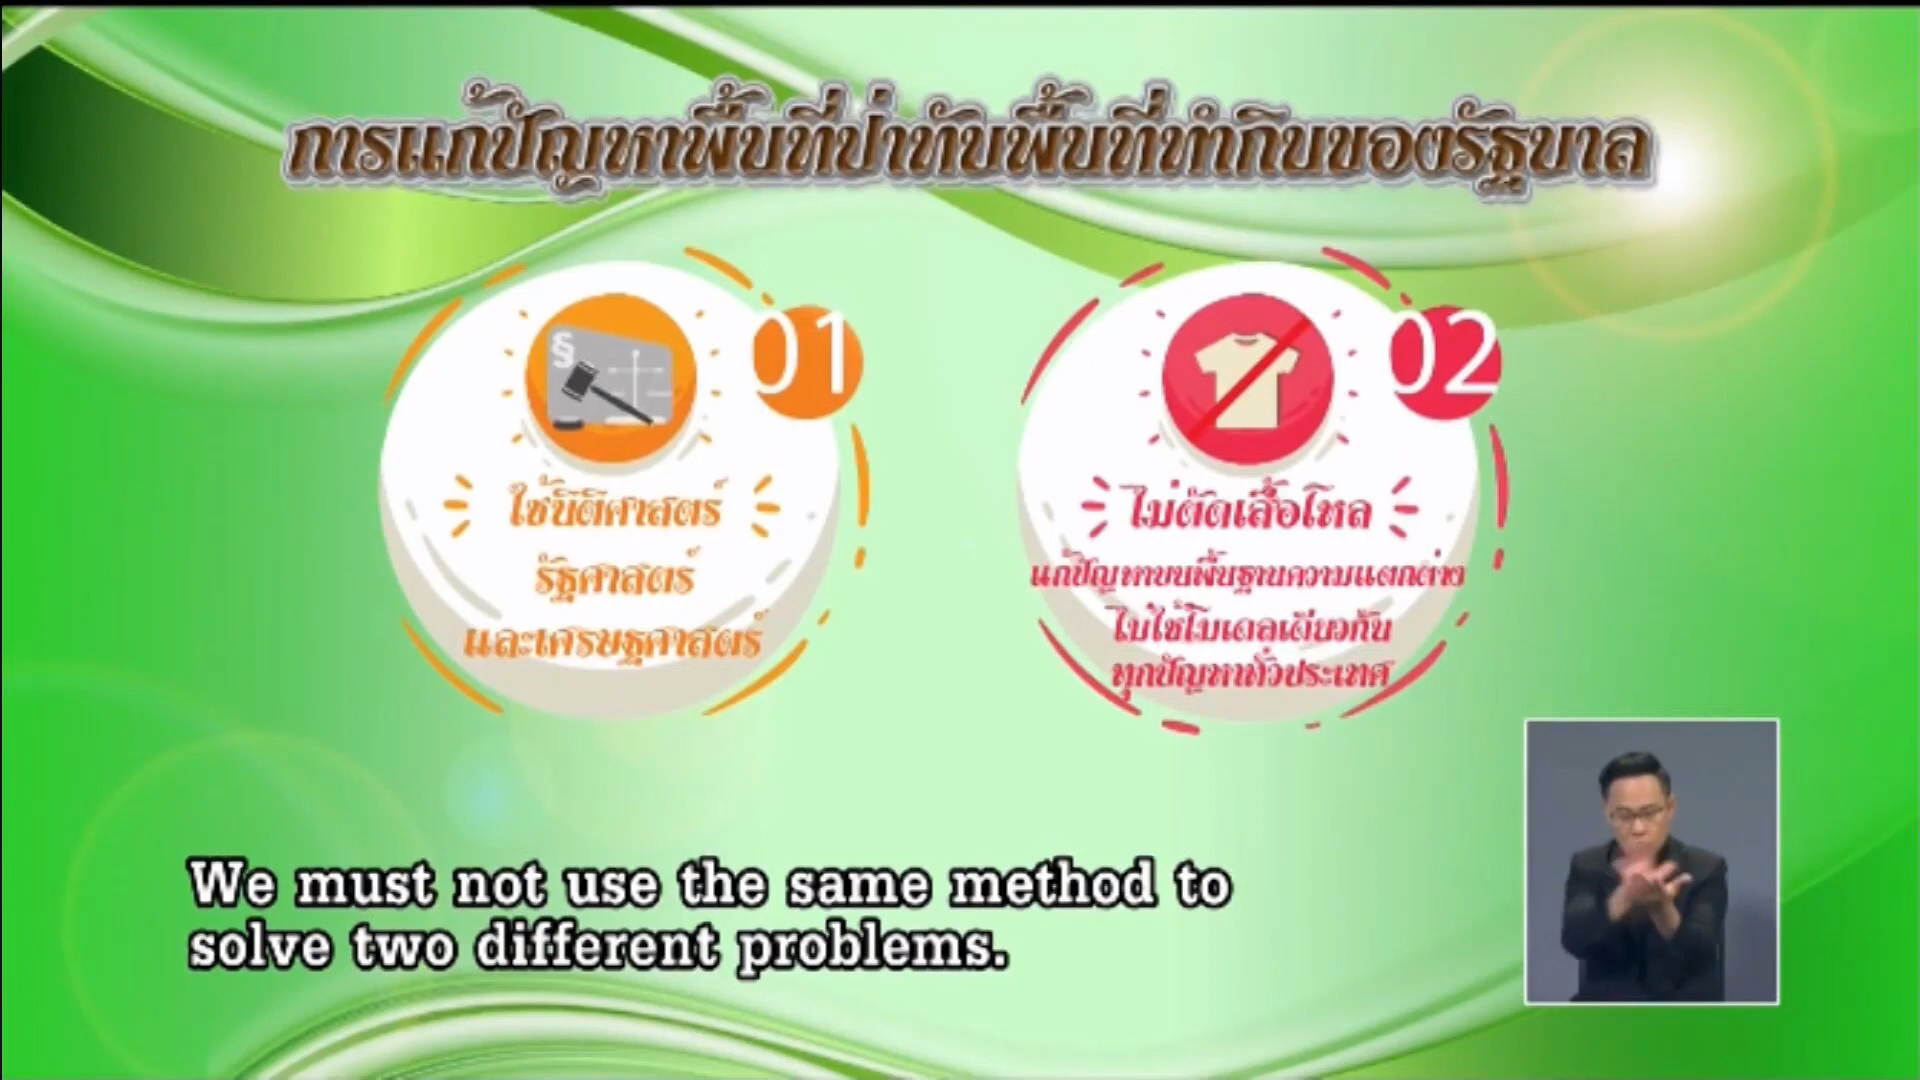 การแก้ปัญหาพื้นที่ป่าทับพื้นที่ทำกินของรัฐบาล
01
ใช้นิติศาสตร์
รัฐศาสตร์
และเศรษฐศาสตร์
02
ไม่ตัดเสื้อโหล
แก้ปัญหาบนพื้นฐานความแตกต่าง
ไม่ใช้โมเดลเดียวกัน
ทุกปัญหาทั่วประเทศ
We must not use the same method to
solve two different problems.